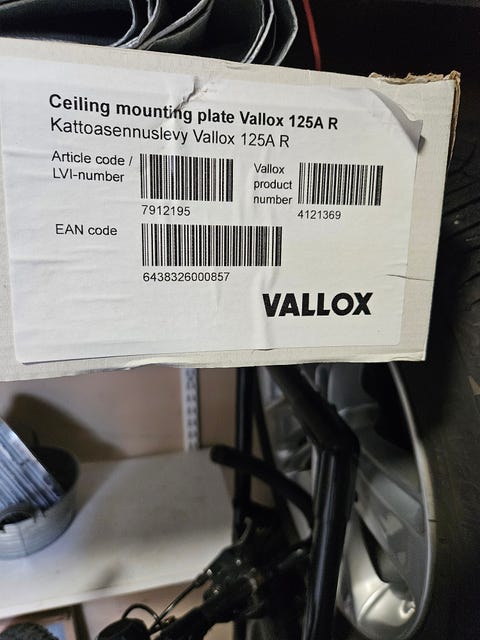 Ceiling mounting plate Vallox 125A R
Kattoasennuslevy Vallox 125A R
Article code /
LVI-number
7912195
Vallox
product
number
4121369
EAN code
6438326000857
VALLOX